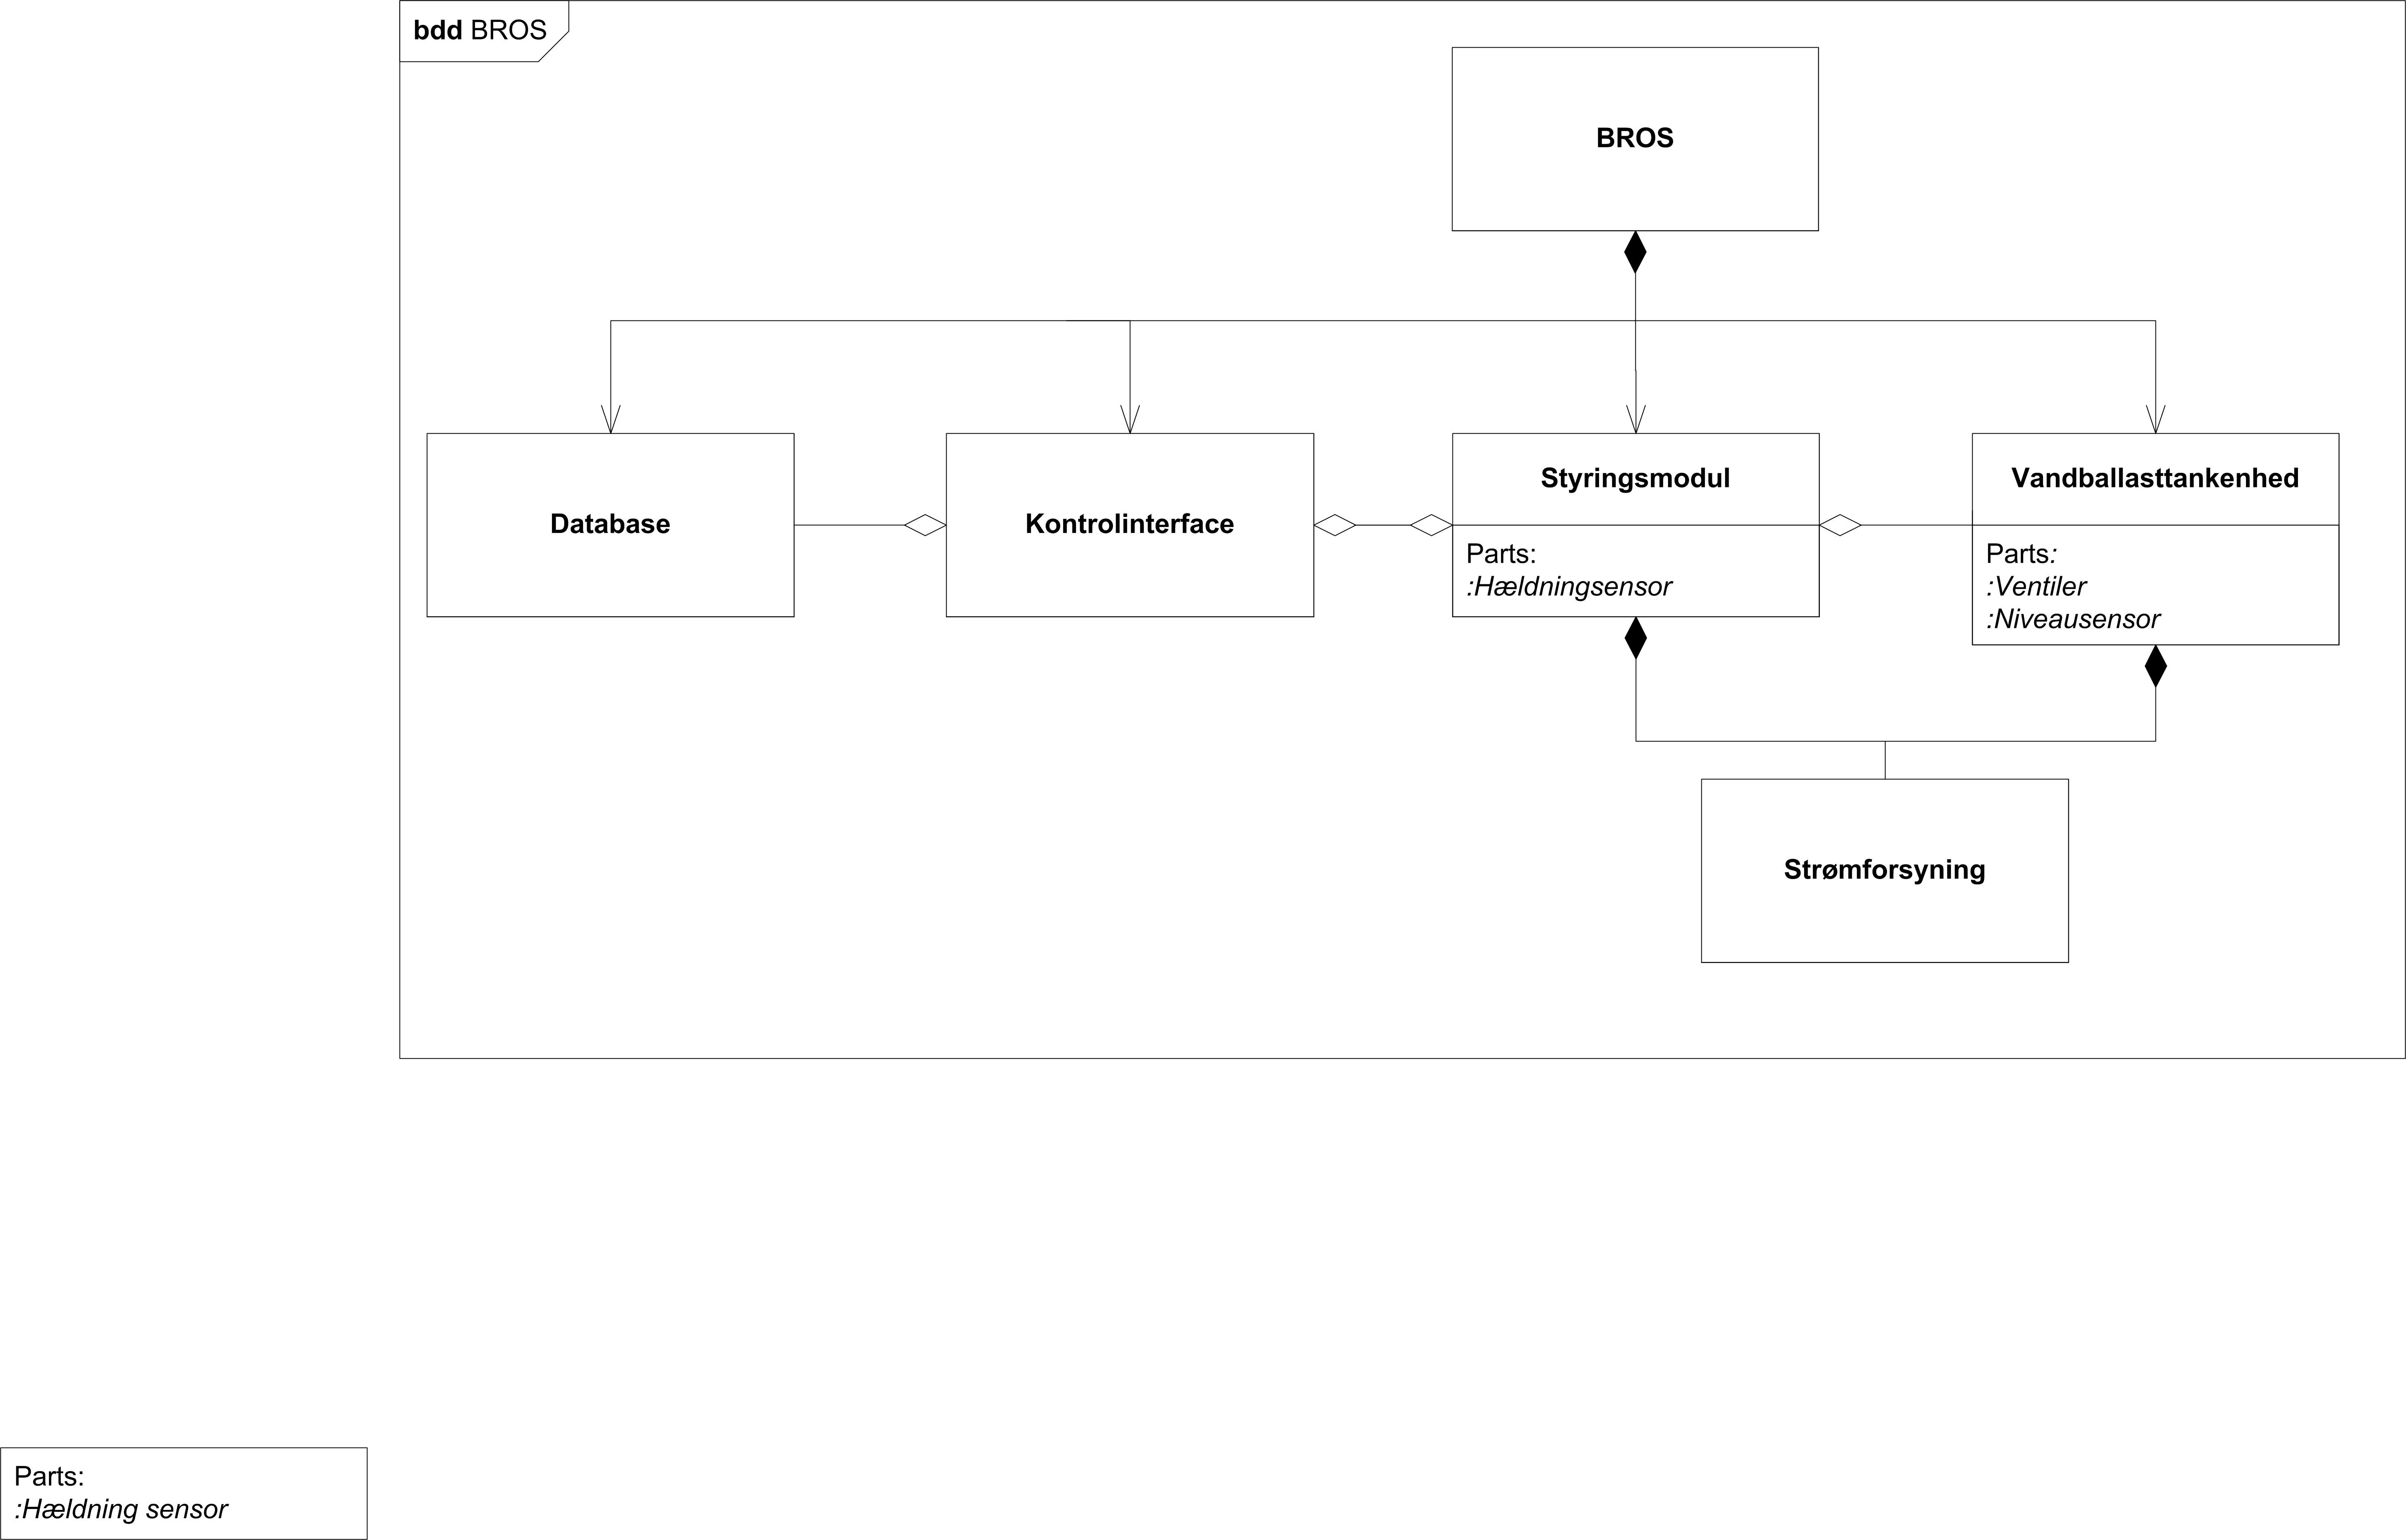 bdd BROS
BROS
Database
Kontrolinterface
Styringsmodul
Parts:
:Hældningsensor
Vandballasttankenhed
Parts:
:Ventiler
:Niveausensor
Strømforsyning
Parts:
:Hældning sensor